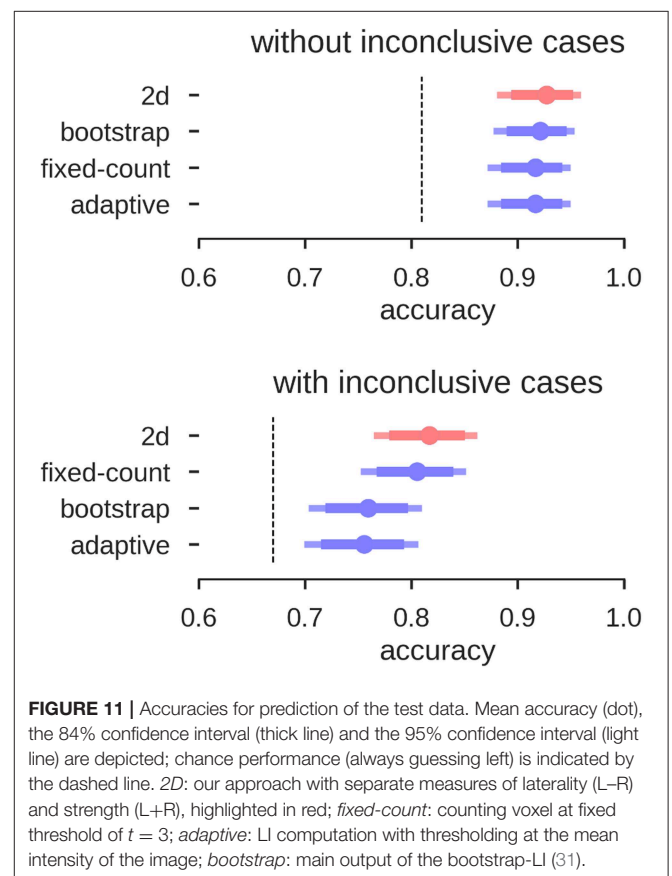 without inconclusive cases
2d
bootstrap
fixed-count
adaptive
0.6 0.7 0.8 0.9 1.0
accuracy
with inconclusive cases
2d
fixed-count
bootstrap
adaptive
0.6 0.7 0.8 0.9 1.0
accuracy
FIGURE 11 | Accuracies for prediction of the test data. Mean accuracy (dot),
the 84% confidence interval (thick line) and the 95% confidence interval (light
line) are depicted; chance performance (always guessing left) is indicated by
the dashed line. 2D: our approach with separate measures of laterality (L–R)
and strength (L+R), highlighted in red; fixed-count: counting voxel at fixed
threshold of t = 3; adaptive: LI computation with thresholding at the mean
intensity of the image; bootstrap: main output of the bootstrap-LI (31).